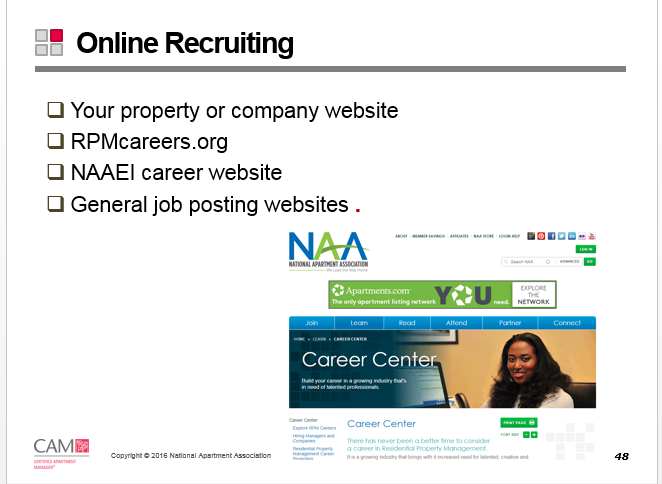 Online Recruiting
❑ Your property or company website
❑ RPMcareers.org
❑ NAAEI career website
❑ General job posting websites .
NAA
NATIONAL APARTMENT ASSOCIATION
We Lead the Way Home
ABOUT MEMBER SAVINGS AFFILIATES NAA STORE LOGIN HELP
LOG IN
Search NAA ADVANCED GO
Apartments.com
The only apartment listing network YOU need.
EXPLORE
THE
NETWORK
Join Learn Read Attend Partner Connect
HOME » LEARN » CAREER CENTER
Career Center
Build your career in a growing industry that's
in need of talented professionals.
Career Center
Explore RPM Careers
Hiring Managers and
Companies
Residential Property
Management Career
Promotion
Career Center
PRINT PAGE
FONT SIZE
There has never been a better time to consider
a career in Residential Property Management.
It is a growing industry that brings with it increased need for talented, creative and
CAM
CERTIFIED APARTMENT
MANAGER®
Copyright © 2016 National Apartment Association
48